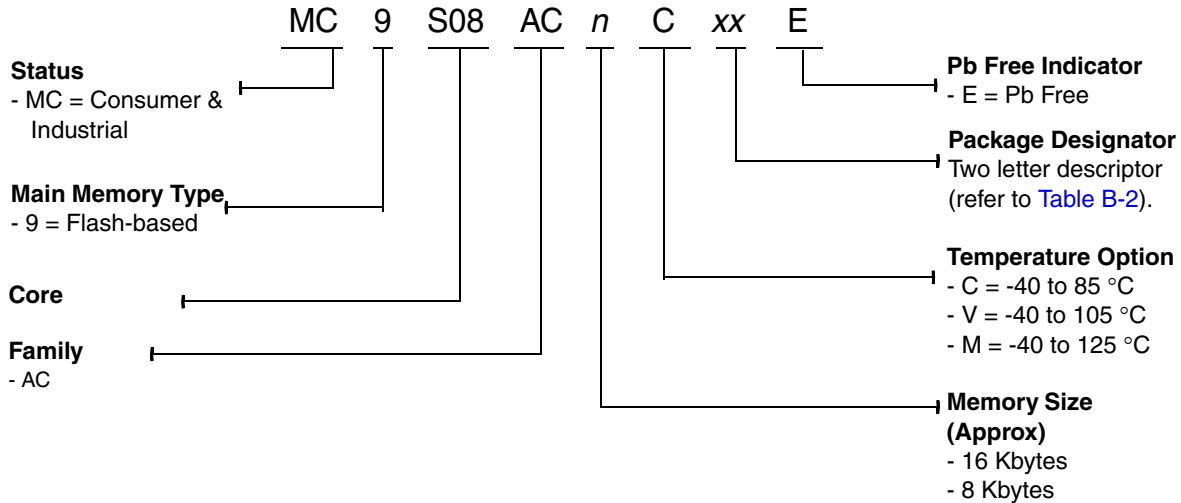 MC 9 S08 AC n C xx E
Status
- MC = Consumer &
Industrial
Main Memory Type
- 9 = Flash-based
Core
Family
- AC
Pb Free Indicator
- E = Pb Free
Package Designator
Two letter descriptor
(refer to Table B-2).
Temperature Option
- C = -40 to 85 °C
- V = -40 to 105 °C
- M = -40 to 125 °C
Memory Size
(Approx)
- 16 Kbytes
- 8 Kbytes